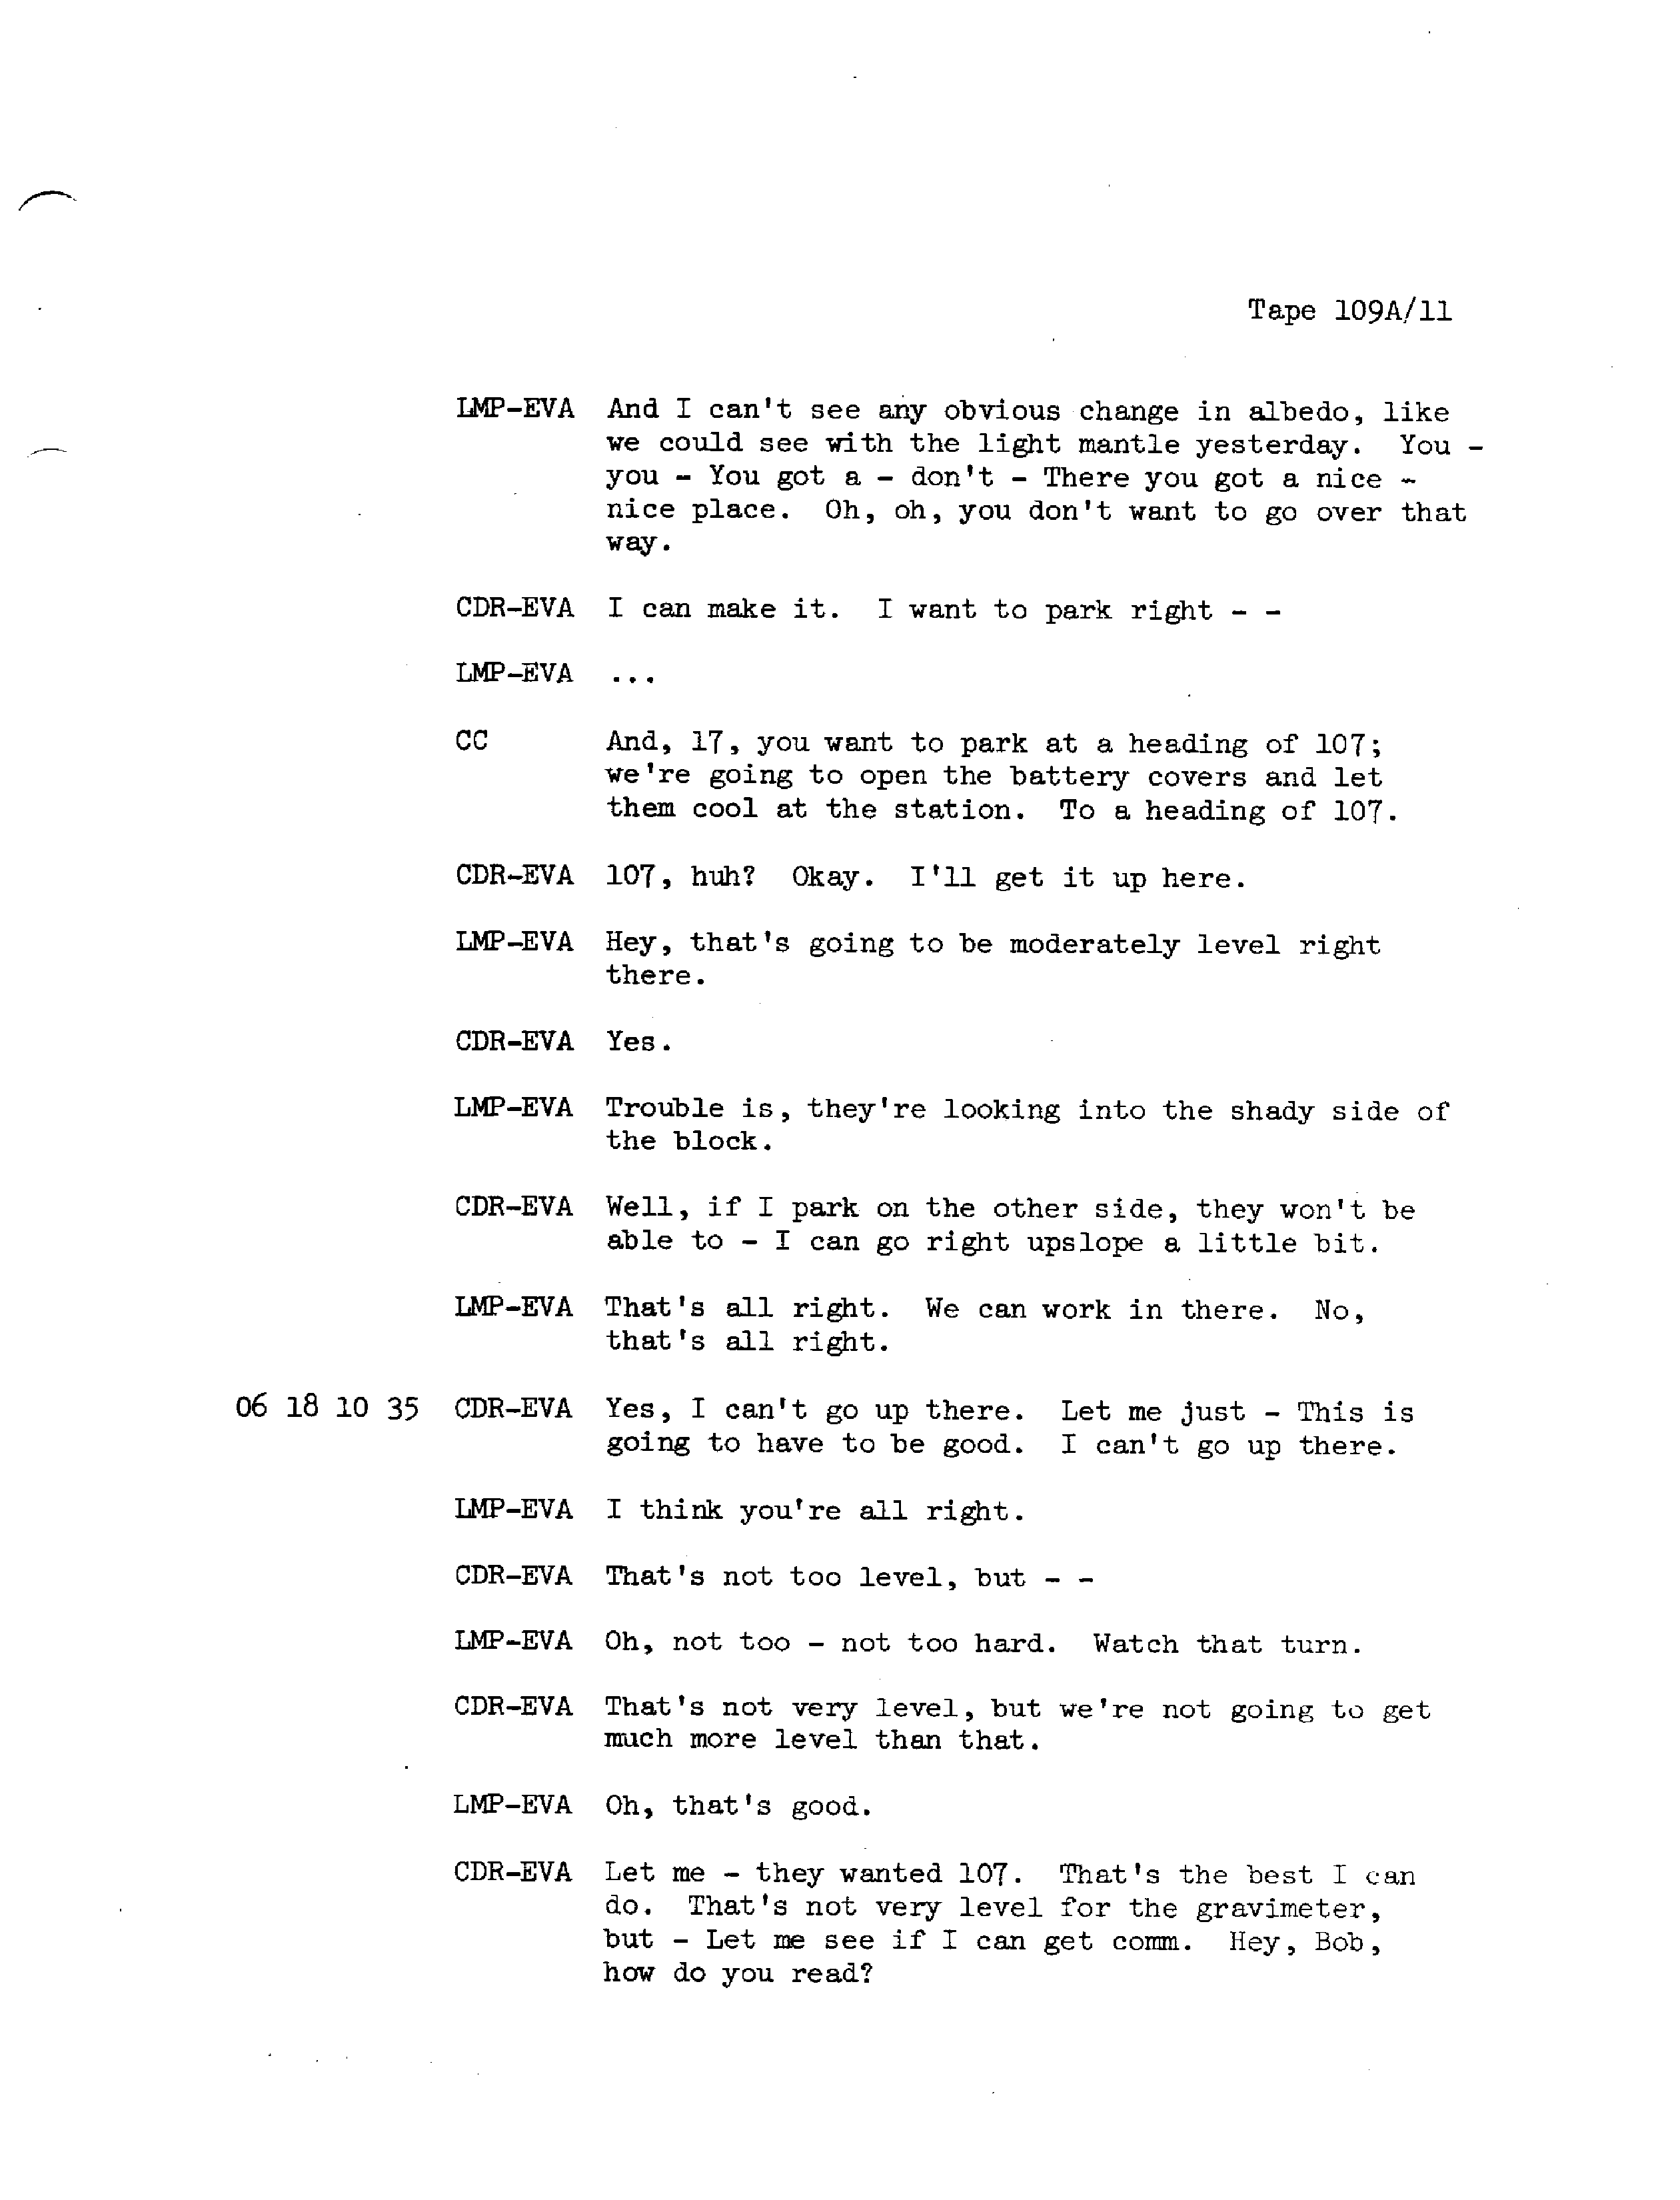 Tape 109A/11
LMP-EVA And I can't see any obvious change in albedo, like
we could see with the light mantle yesterday. You -
you - You got a - don't - There you got a nice -
nice place. Oh, oh, you don't want to go over that
way.
CDR-EVA I can make it. I want to park right - -
LMP-EVA ...
CC And, 17, you want to park at a heading of 107;
we're going to open the battery covers and let
them cool at the station. To a heading of 107.
CDR-EVA 107, huh? Okay. I'll get it up here.
LMP-EVA Hey, that's going to be moderately level right
there.
CDR-EVA Yes.
LMP-EVA Trouble is, they're looking into the shady side of
the block.
CDR-EVA Well, if I park on the other side, they won't be
able to - I can go right upslope a little bit.
LMP-EVA That's all right. We can work in there. No,
that's all right.
06 18 10 35 CDR-EVA Yes, I can't go up there. Let me just - This is
going to have to be good. I can't go up there.
LMP-EVA I think you're all right.
CDR-EVA That's not too level, but - -
LMP-EVA Oh, not too - not too hard. Watch that turn.
CDR-EVA That's not very level, but we're not going to get
much more level than that.
LMP-EVA Oh, that's good.
CDR-EVA Let me - they wanted 107. That's the best I can
do. That's not very level for the gravimeter,
but - Let me see if I can get comm. Hey, Bob,
how do you read?